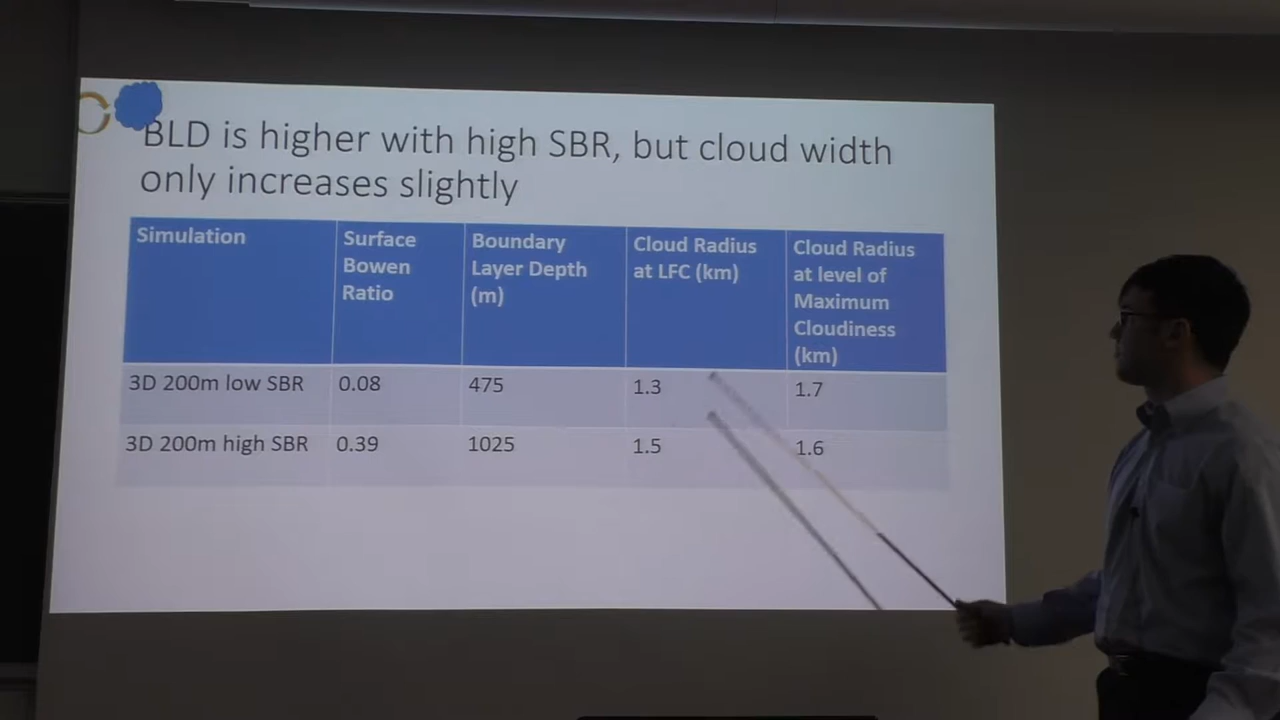 BLD is higher with high SBR, but cloud width
only increases slightly
Simulation
Surface
Bowen
Ratio
Boundary
Layer Depth
(m)
Cloud Radius
at LFC (km)
Cloud Radius
at level of
Maximum
Cloudiness
(km)
3D 200m low SBR 0.08 475 1.3 1.7
3D 200m high SBR 0.39 1025 1.5 1.6